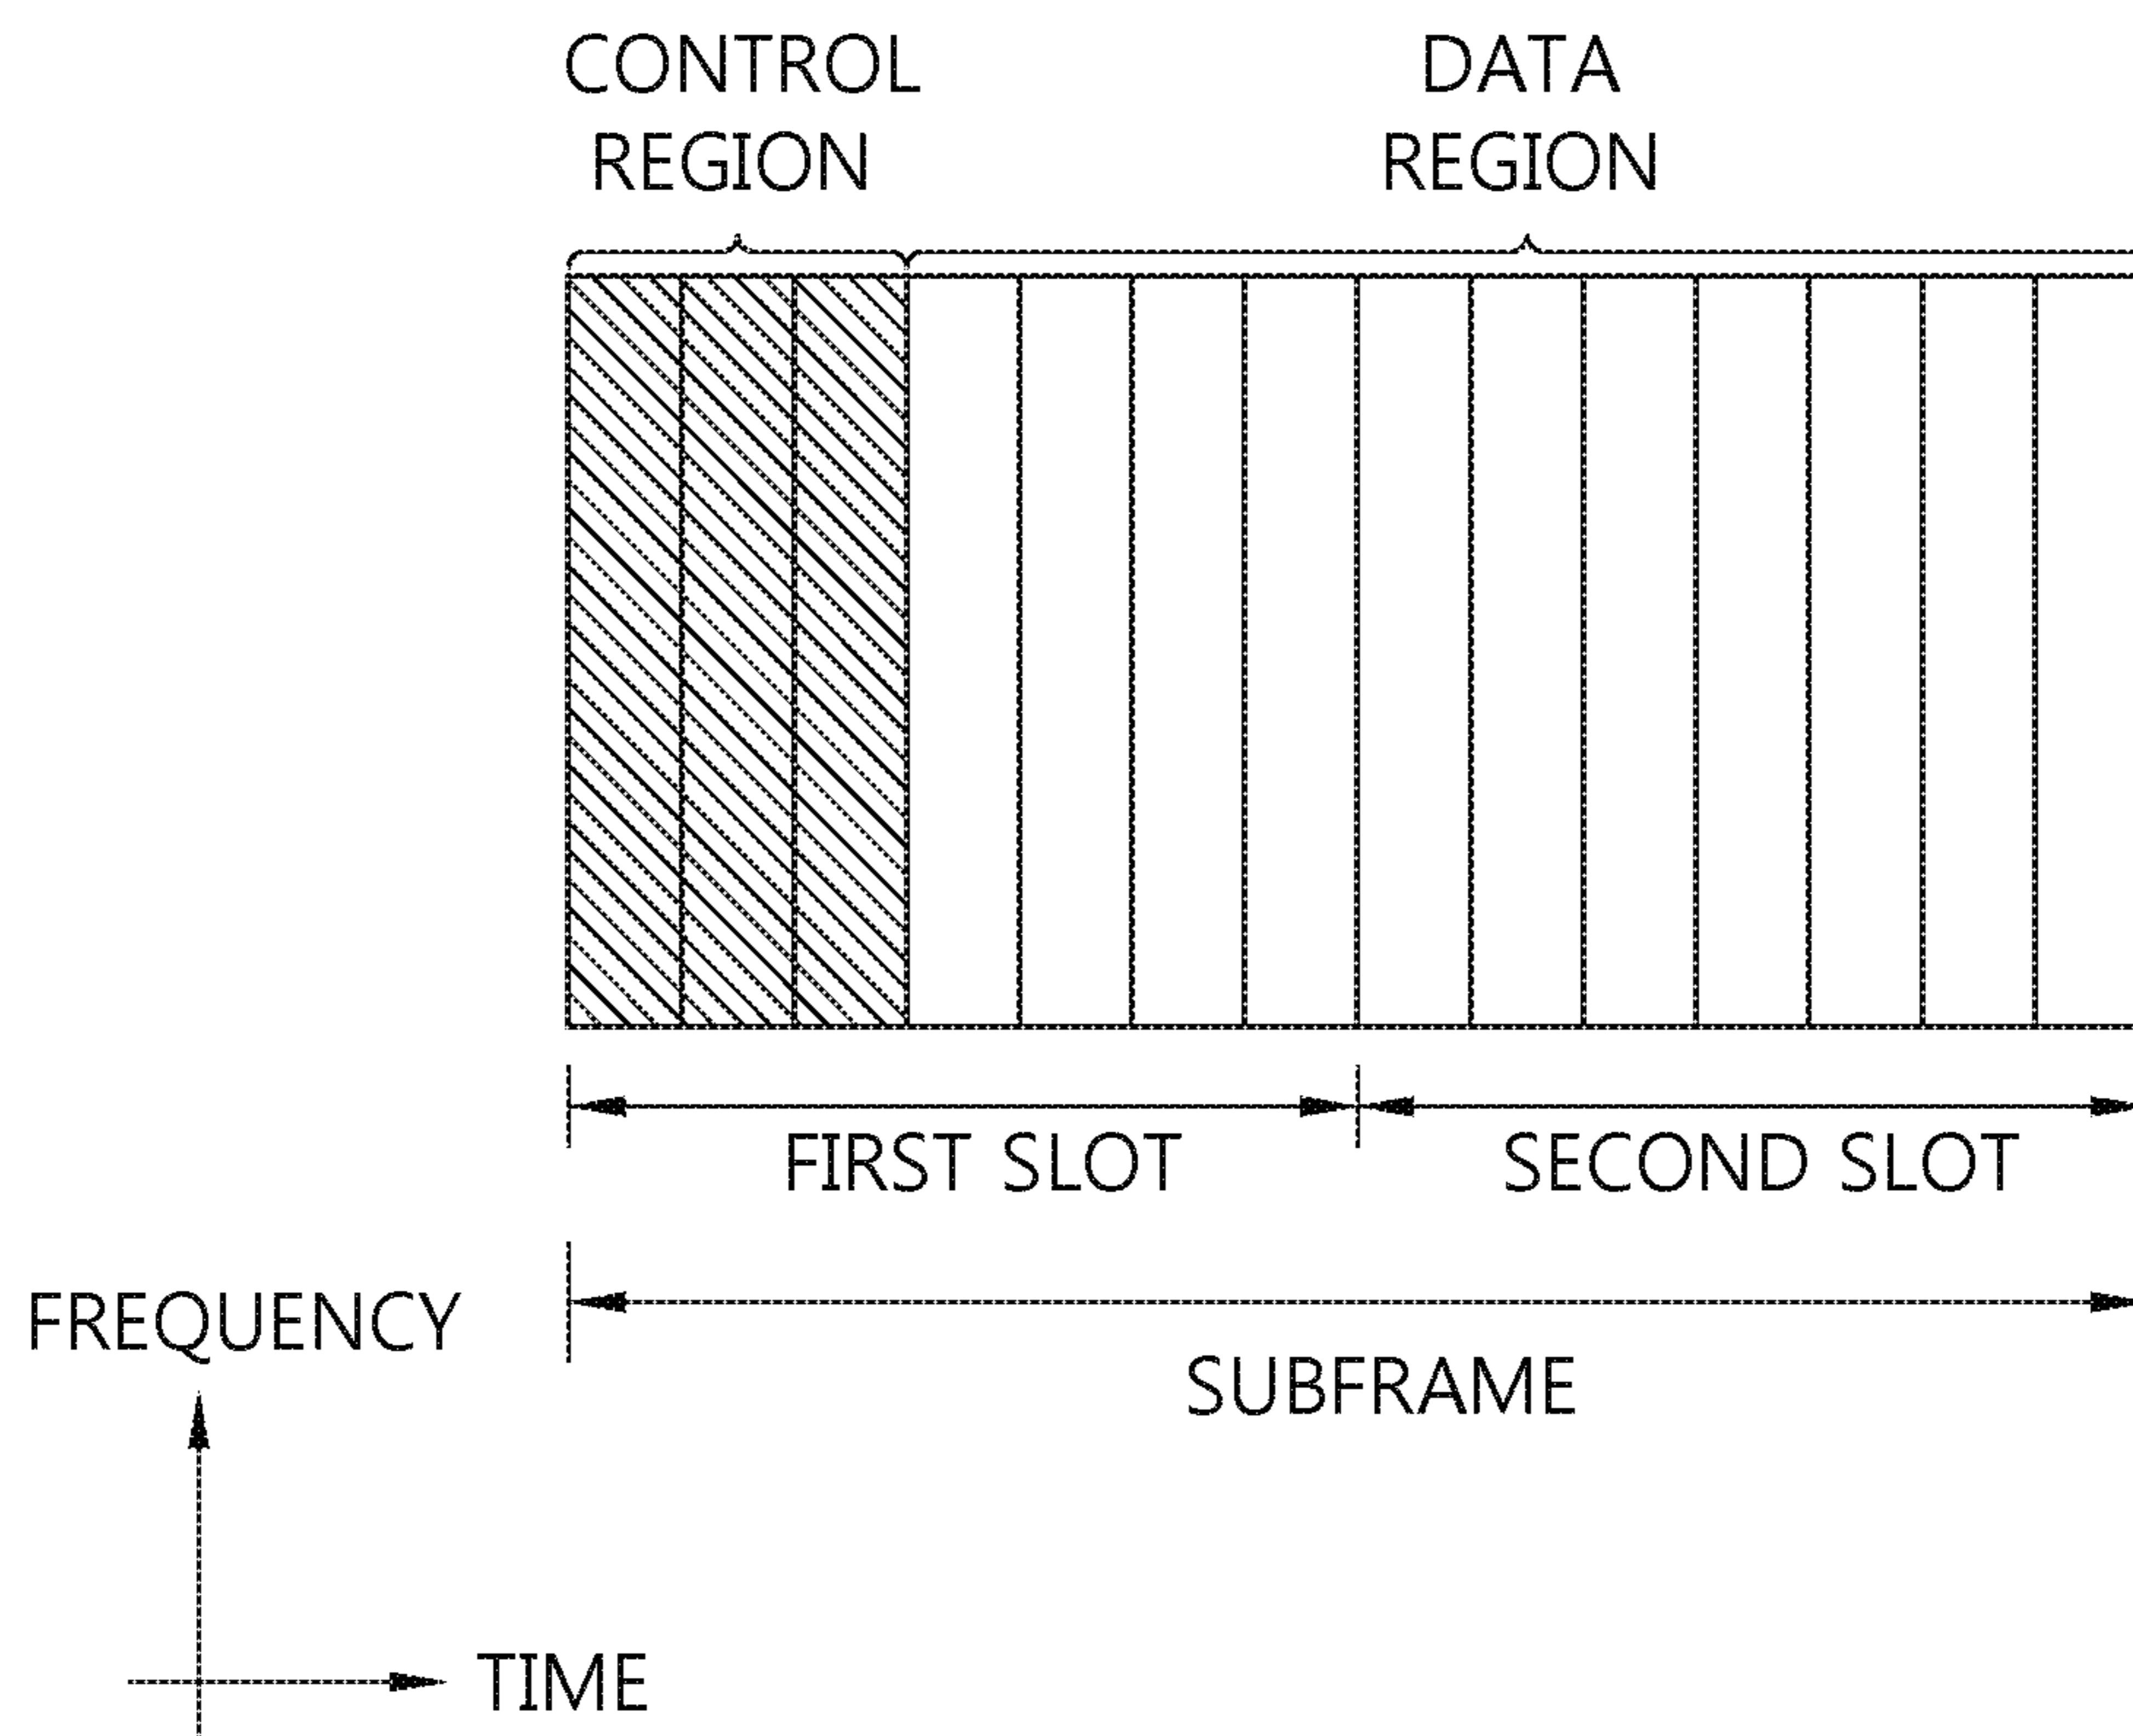 CONTROL
REGION
DATA
REGION
FIRST SLOT
SECOND SLOT
SUBFRAME
FREQUENCY
TIME